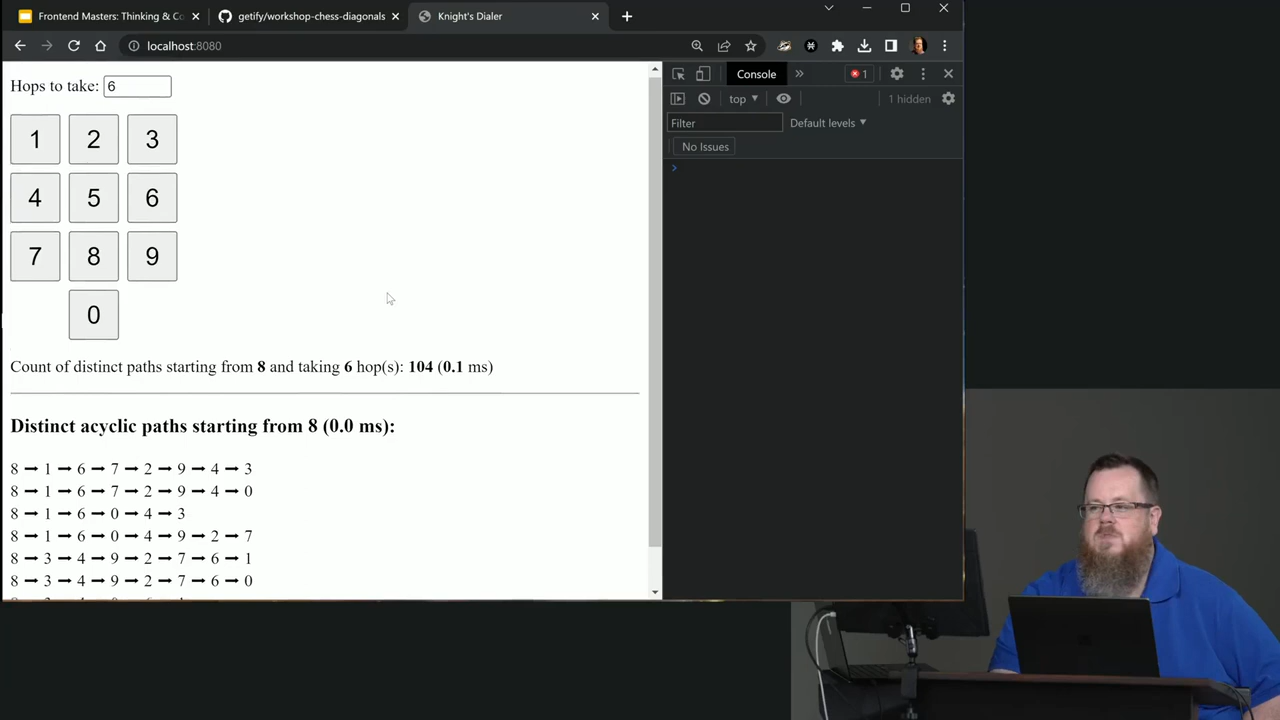 Frontend Masters: Thinking & Co
getify/workshop-chess-diagonals
Knight's Dialer
localhost:8080
Hops to take: 6
1 2 3
4 5 6
7 8 9
0
Count of distinct paths starting from 8 and taking 6 hop(s): 104 (0.1 ms)
Distinct acyclic paths starting from 8 (0.0 ms):
8 ➞ 1 ➞ 6 ➞ 7 ➞ 2 ➞ 9 ➞ 4 ➞ 3
8 ➞ 1 ➞ 6 ➞ 7 ➞ 2 ➞ 9 ➞ 4 ➞ 0
8 ➞ 1 ➞ 6 ➞ 0 ➞ 4 ➞ 3
8 ➞ 1 ➞ 6 ➞ 0 ➞ 4 ➞ 9 ➞ 2 ➞ 7
8 ➞ 3 ➞ 4 ➞ 9 ➞ 2 ➞ 7 ➞ 6 ➞ 1
8 ➞ 3 ➞ 4 ➞ 9 ➞ 2 ➞ 7 ➞ 6 ➞ 0
Console
1
top
1 hidden
Filter
Default levels
No Issues